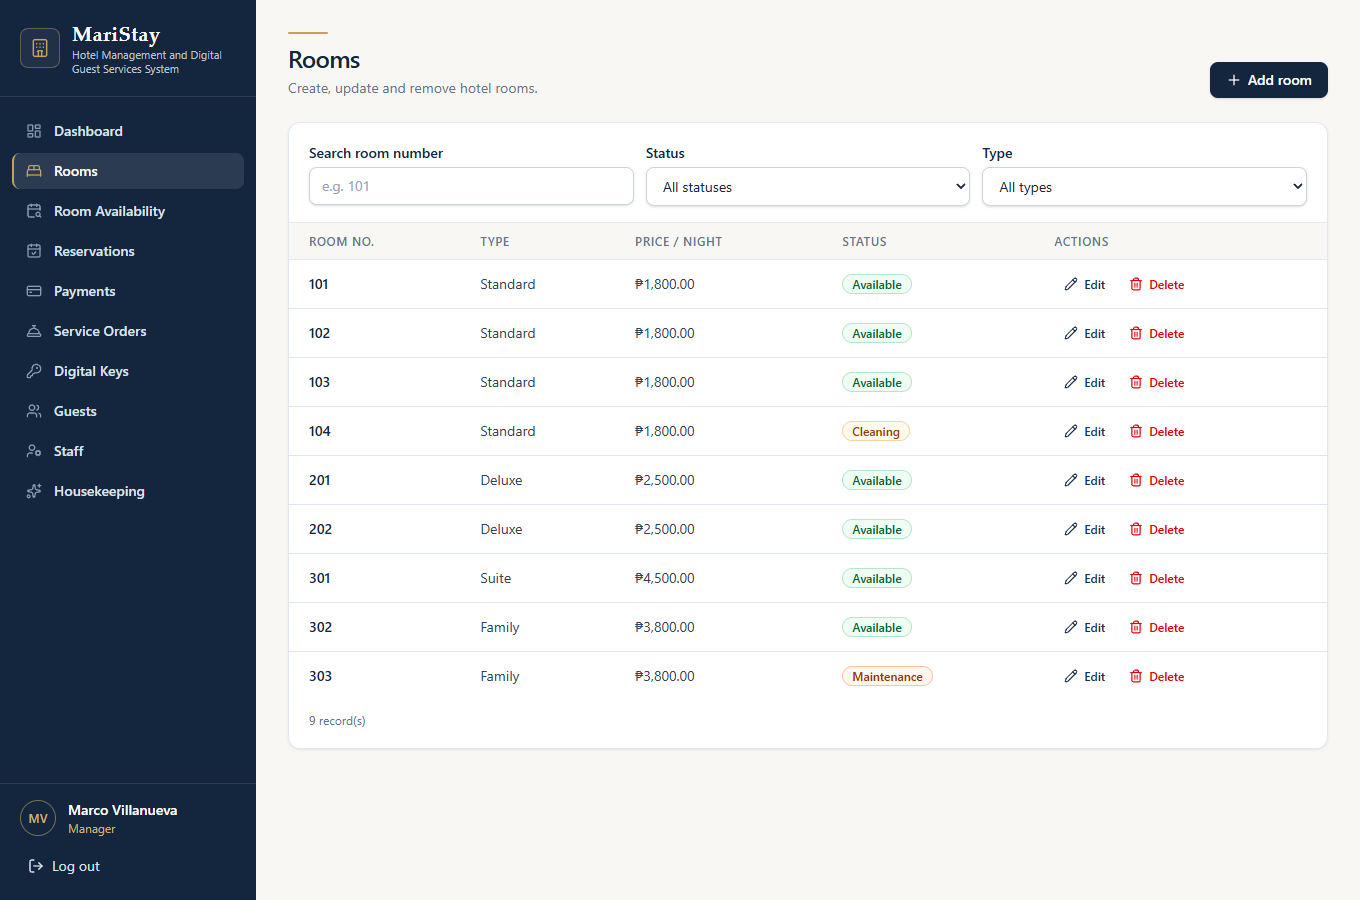 MariStay
Hotel Management and Digital
Guest Services System
Dashboard
Rooms
Room Availability
Reservations
Payments
Service Orders
Digital Keys
Guests
Staff
Housekeeping
MV
Marco Villanueva
Manager
Log out
Rooms
Create, update and remove hotel rooms.
Add room
Search room number Status Type
e.g. 101 All statuses All types
ROOM NO. TYPE PRICE / NIGHT STATUS ACTIONS
101 Standard ₱1,800.00 Available Edit Delete
102 Standard ₱1,800.00 Available Edit Delete
103 Standard ₱1,800.00 Available Edit Delete
104 Standard ₱1,800.00 Cleaning Edit Delete
201 Deluxe ₱2,500.00 Available Edit Delete
202 Deluxe ₱2,500.00 Available Edit Delete
301 Suite ₱4,500.00 Available Edit Delete
302 Family ₱3,800.00 Available Edit Delete
303 Family ₱3,800.00 Maintenance Edit Delete
9 record(s)